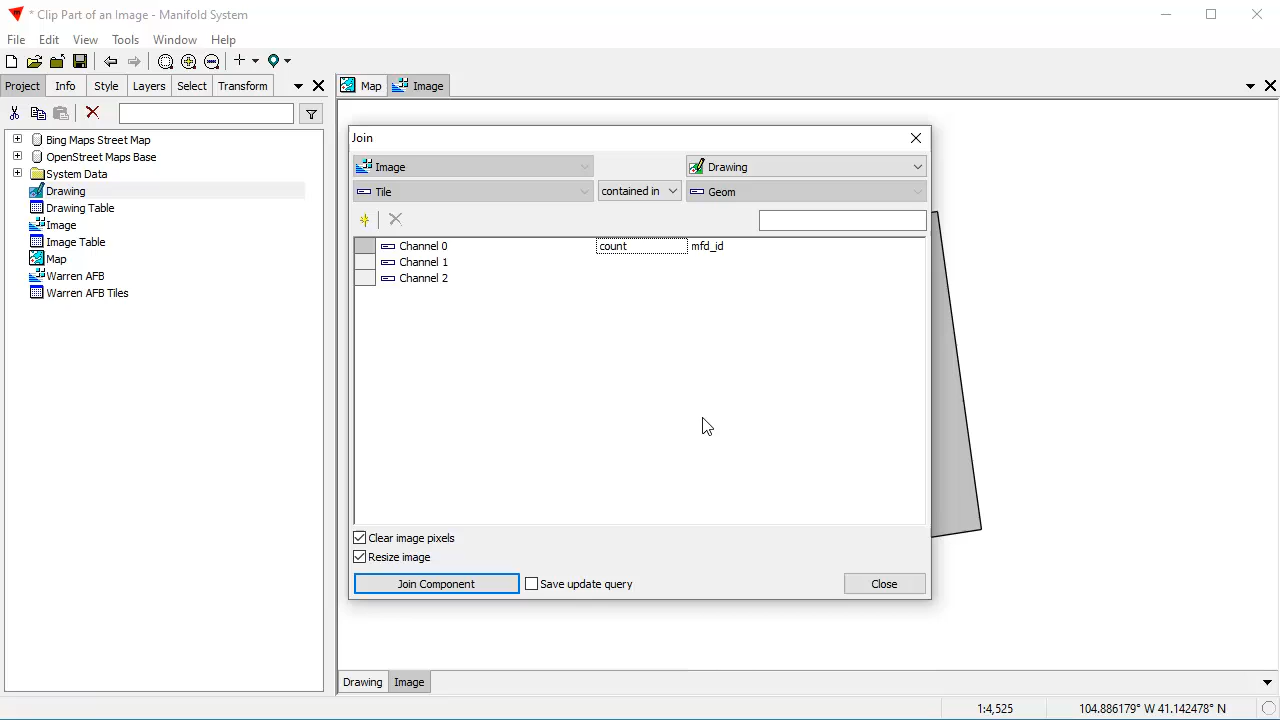 * Clip Part of an Image - Manifold System
File Edit View Tools Window Help
Project Info Style Layers Select Transform
Map Image
Bing Maps Street Map
OpenStreet Maps Base
System Data
Drawing
Drawing Table
Image
Image Table
Map
Warren AFB
Warren AFB Tiles
Join
Image Drawing
Tile contained in Geom
Channel 0 count mfd_id
Channel 1
Channel 2
Clear image pixels
Resize image
Join Component Save update query Close
Drawing Image
1:4,525 104.886179° W 41.142478° N